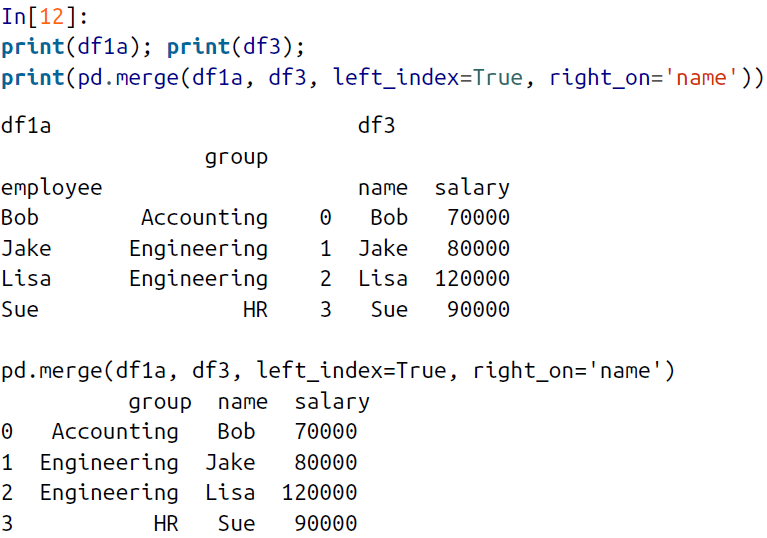 In[12]:
print(df1a); print(df3);
print(pd.merge(df1a, df3, left_index=True, right_on='name'))
df1a                        df3
                group
employee                    name  salary
Bob        Accounting    0   Bob   70000
Jake      Engineering    1  Jake   80000
Lisa      Engineering    2  Lisa  120000
Sue                HR    3   Sue   90000
pd.merge(df1a, df3, left_index=True, right_on='name')
          group  name  salary
0   Accounting   Bob   70000
1  Engineering  Jake   80000
2  Engineering  Lisa  120000
3           HR   Sue   90000